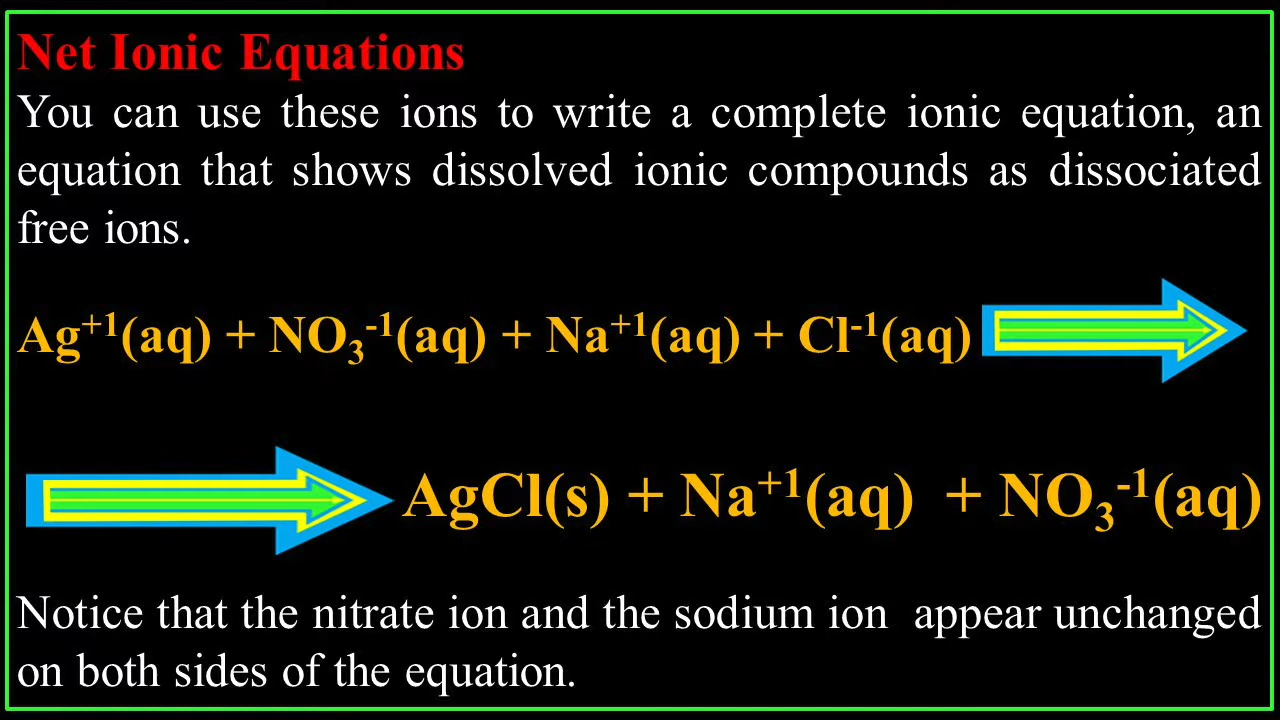 Net Ionic Equations
You can use these ions to write a complete ionic equation, an
equation that shows dissolved ionic compounds as dissociated
free ions.
Ag⁺¹(aq) + NO₃⁻¹(aq) + Na⁺¹(aq) + Cl⁻¹(aq)
AgCl(s) + Na⁺¹(aq) + NO₃⁻¹(aq)
Notice that the nitrate ion and the sodium ion appear unchanged
on both sides of the equation.